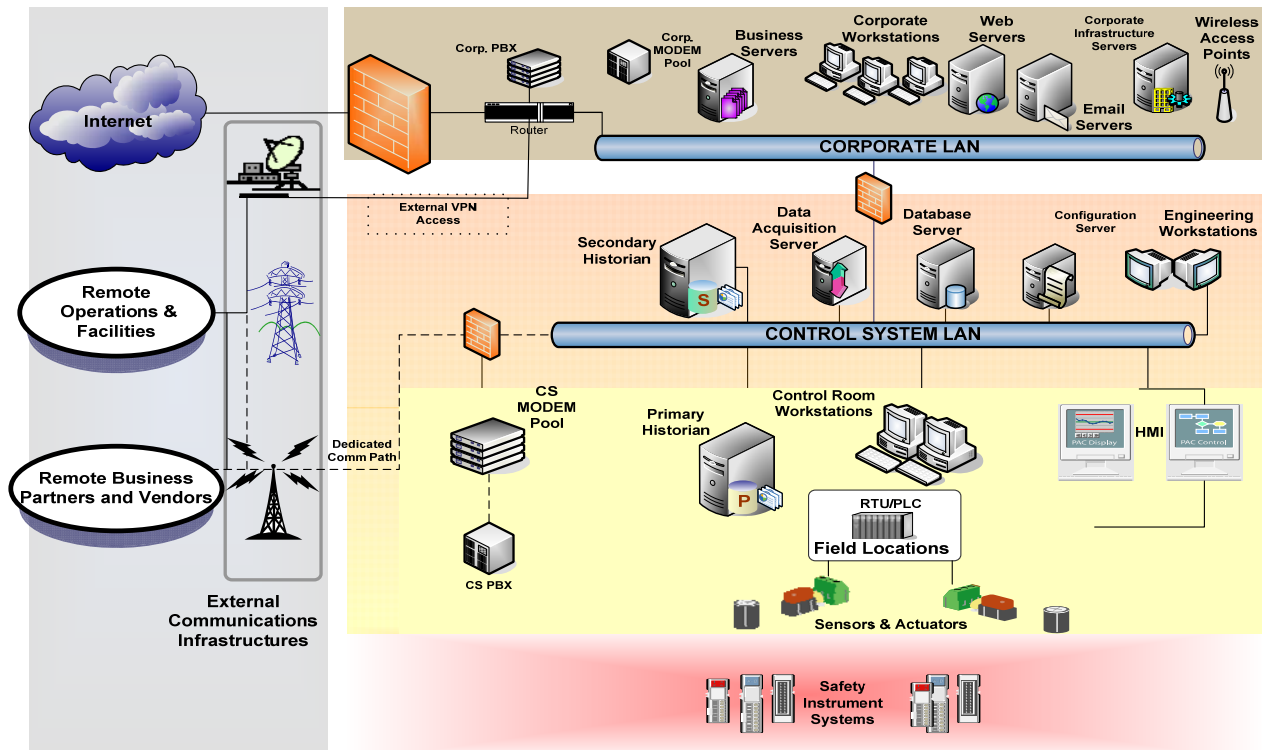 Internet
Remote
Operations &
Facilities
Remote Business
Partners and Vendors
External
Communications
Infrastructures
External VPN
Access
Dedicated
Comm Path
Corp. PBX
Router
Corp.
MODEM
Pool
Business
Servers
Corporate
Workstations
Web
Servers
Email
Servers
Corporate
Infrastructure
Servers
Wireless
Access
Points
CORPORATE LAN
Secondary
Historian
S
Data
Acquisition
Server
Database
Server
Configuration
Server
Engineering
Workstations
CONTROL SYSTEM LAN
CS
MODEM
Pool
CS PBX
Primary
Historian
P
Control Room
Workstations
PAC Display
HMI
PAC Control
RTU/PLC
Field Locations
Sensors & Actuators
Safety
Instrument
Systems